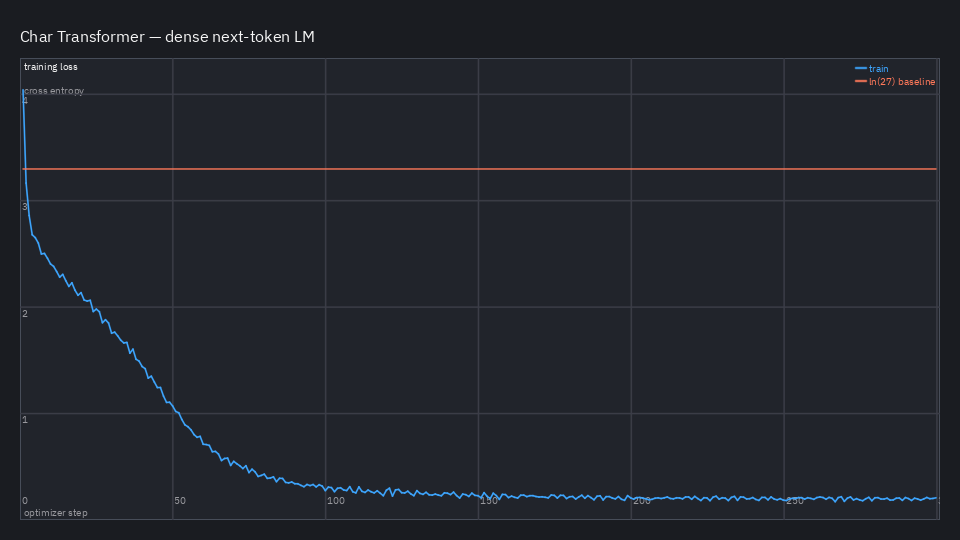 Char Transformer — dense next-token LM
training loss
train
cross entropy
ln(27) baseline
4
3
2
1
0 50 100 150 200 250
optimizer step